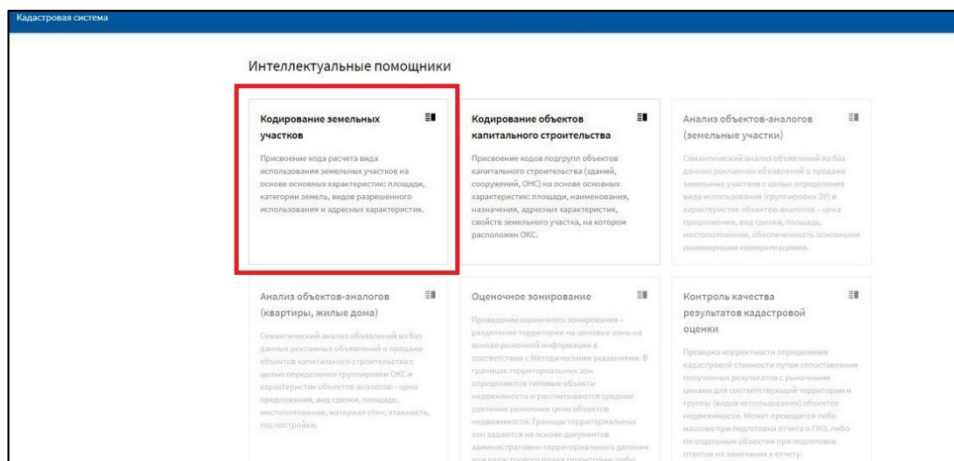 Кадастровая система
Интеллектуальные помощники
Кодирование земельных
участков
Присвоение кода расчета вида
использования земельных участков на
основе основных характеристик: площади,
категории земель, видов разрешенного
использования и адресных характеристик.
Кодирование объектов
капитального строительства
Присвоение кодов подгрупп объектов
капитального строительства (зданий,
сооружений, ОНС) на основе основных
характеристик: площади, наименования,
назначения, адресных характеристик,
свойств земельного участка, на котором
расположен ОКС.
Анализ объектов-аналогов
(земельные участки)
Семантический анализ объявлений из баз
данных рекламных объявлений о продаже
земельных участков с целью определения
вида использования (группировки ЗУ) и
характеристик объектов-аналогов – цена
предложения, вид сделки, площадь,
местоположение, обеспеченность основными
инженерными коммуникациями.
Анализ объектов-аналогов
(квартиры, жилые дома)
Семантический анализ объявлений из баз
данных рекламных объявлений о продаже
объектов капитального строительства с
целью определения группировки ОКС и
характеристик объектов-аналогов – цена
предложения, вид сделки, площадь,
местоположение, материал стен, этажность,
год постройки.
Оценочное зонирование
Проведение оценочного зонирования –
разделение территории на ценовые зоны на
основе рыночной информации в
соответствии с Методическими указаниями. В
границах территориальных зон
определяются типовые объекты
недвижимости и рассчитываются средние
удельные рыночные цены объектов
недвижимости. Границы территориальных
зон задаются на основе документов
административно-территориального деления
или кадастрового плана территории, либо
Контроль качества
результатов кадастровой
оценки
Проверка корректности определения
кадастровой стоимости путем сопоставления
полученных результатов с рыночными
ценами для соответствующей территории и
группы (видов использования) объектов
недвижимости. Может проводится либо
массово при подготовки отчета о ГКО, либо
по отдельным объектам при подготовке
ответов на замечания к отчету.